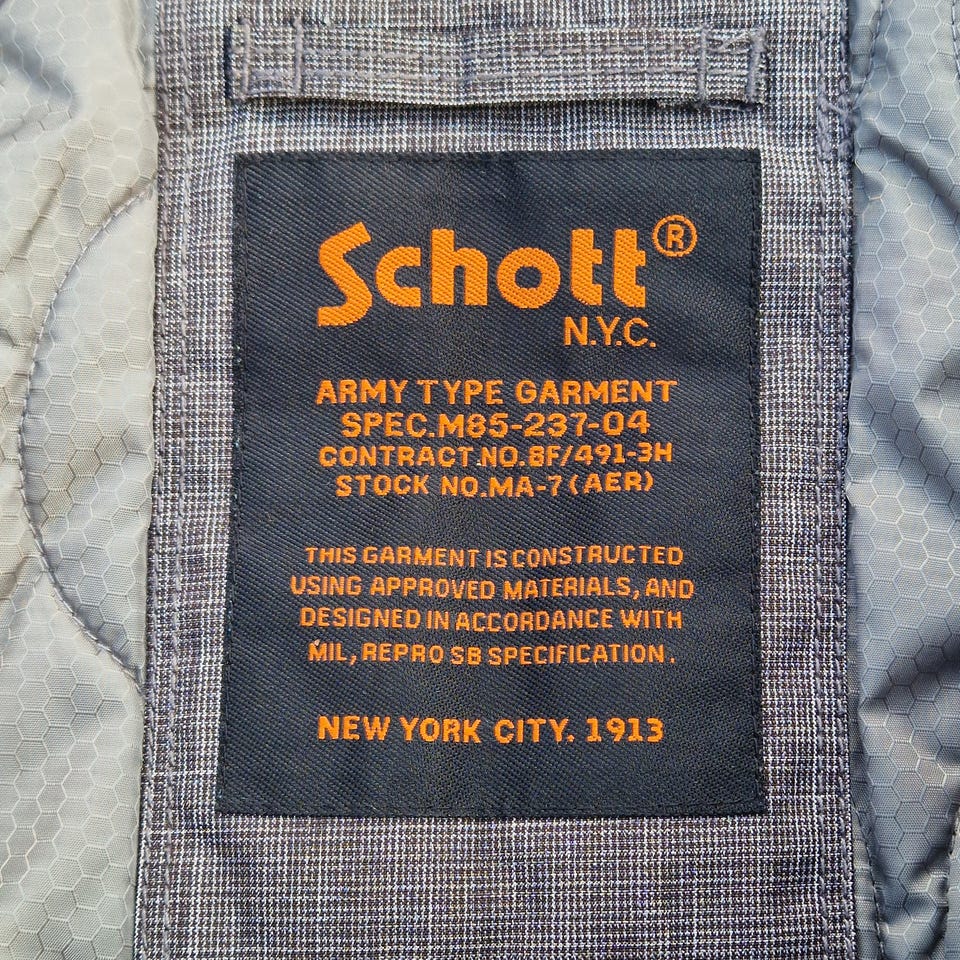 Schott®
N.Y.C.
ARMY TYPE GARMENT
SPEC.M85-237-04
CONTRACT.NO.8F/491-3H
STOCK NO.MA-7(AER)
THIS GARMENT IS CONSTRUCTED
USING APPROVED MATERIALS, AND
DESIGNED IN ACCORDANCE WITH
MIL, REPRO SB SPECIFICATION.
NEW YORK CITY. 1913